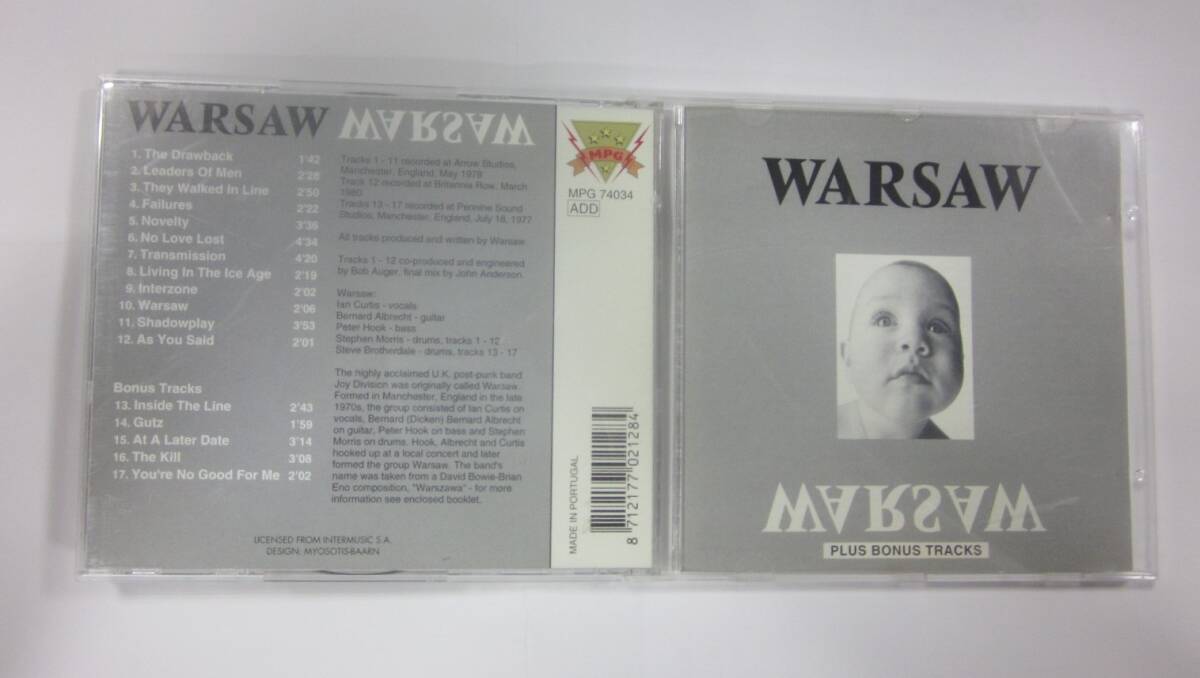 WARSAW WARSAW
1. The Drawback 1'42
2. Leaders Of Men 2'28
3. They Walked In Line 2'50
4. Failures 2'22
5. Novelty 3'36
6. No Love Lost 4'34
7. Transmission 4'20
8. Living In The Ice Age 2'19
9. Interzone 2'02
10. Warsaw 2'06
11. Shadowplay 3'53
12. As You Said 2'01
Bonus Tracks
13. Inside The Line 2'43
14. Gutz 1'59
15. At A Later Date 3'14
16. The Kill 3'08
17. You're No Good For Me 2'02
Tracks 1 - 11 recorded at Arrow Studios,
Manchester, England, May 1978
Track 12 recorded at Britannia Row, March
1980
Tracks 13 - 17 recorded at Pennine Sound
Studios, Manchester, England, July 18, 1977
All tracks produced and written by Warsaw
Tracks 1 - 12 co-produced and engineered
by Bob Auger, final mix by John Anderson.
Warsaw:
Ian Curtis - vocals
Bernard Albrecht - guitar
Peter Hook - bass
Stephen Morris - drums, tracks 1 - 12
Steve Brotherdale - drums, tracks 13 - 17
The highly acclaimed U.K. post-punk band
Joy Division was originally called Warsaw.
Formed in Manchester, England in the late
1970s, the group consisted of Ian Curtis on
vocals, Bernard (Dicken) Bernard Albrecht
on guitar, Peter Hook on bass and Stephen
Morris on drums. Hook, Albrecht and Curtis
hooked up at a local concert and later
formed the group Warsaw. The band's
name was taken from a David Bowie-Brian
Eno composition, "Warszawa" - for more
information see enclosed booklet.
LICENSED FROM INTERMUSIC S.A.
DESIGN: MYOSOTIS-BAARN
MPG
MPG 74034
ADD
MADE IN PORTUGAL
8 712177 021284
WARSAW
WARSAW
PLUS BONUS TRACKS